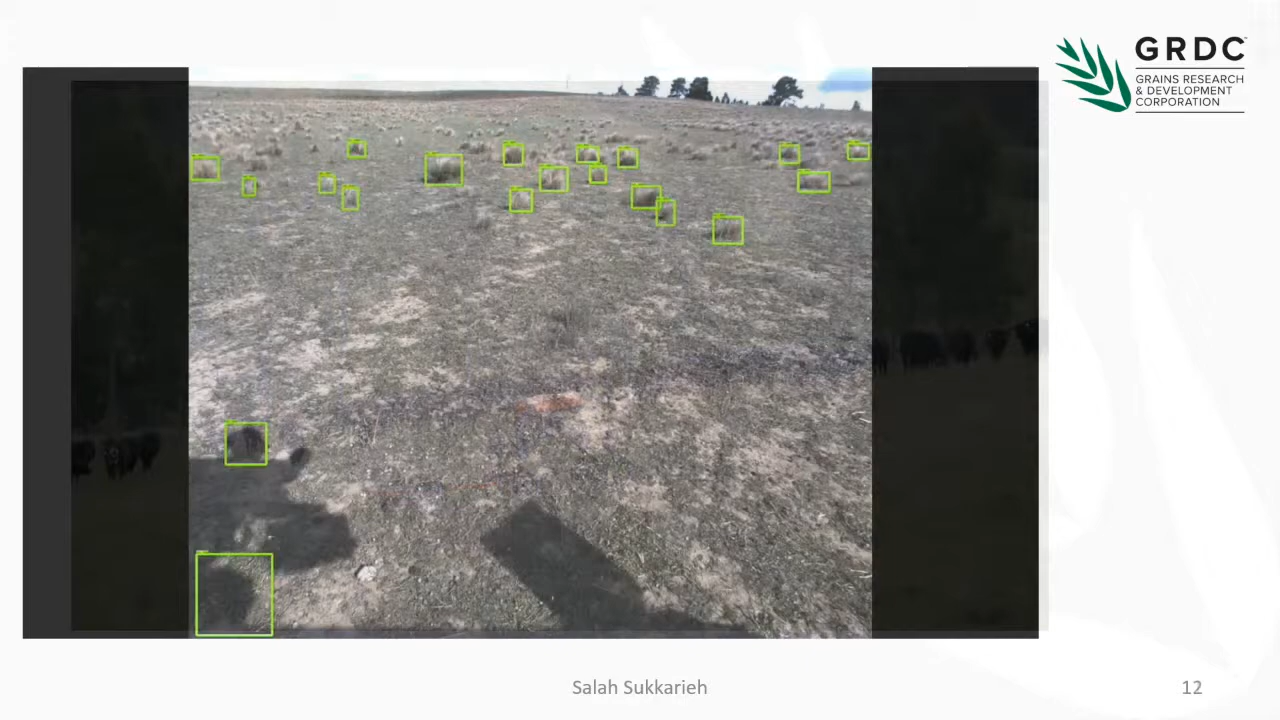 GRDC
GRAINS RESEARCH
& DEVELOPMENT
CORPORATION
Salah Sukkarieh
12